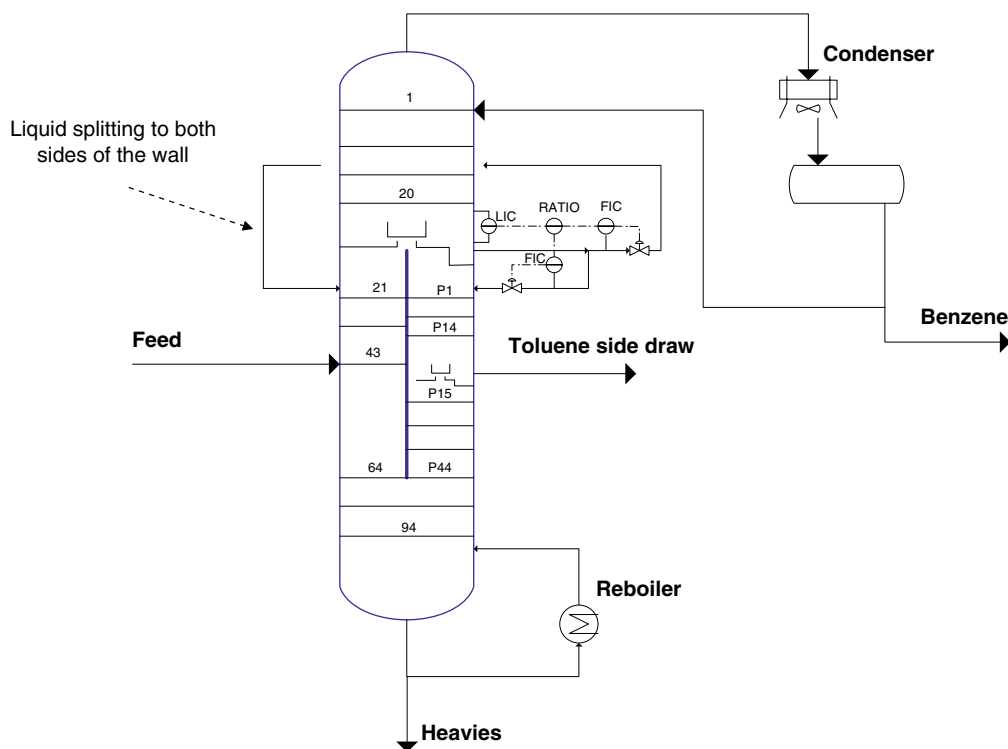 Condenser
1
Liquid splitting to both
sides of the wall
20
LIC
RATIO
FIC
FIC
21
P1
Benzene
P14
Feed
Toluene side draw
43
P15
64
P44
94
Reboiler
Heavies